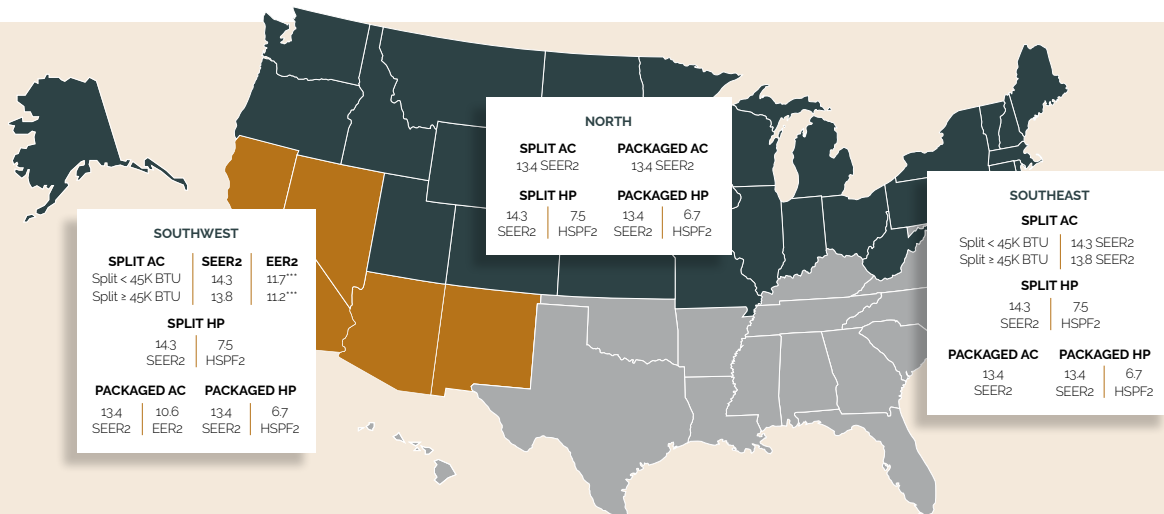 NORTH
SPLIT AC PACKAGED AC
13.4 SEER2 13.4 SEER2
SPLIT HP PACKAGED HP
14.3 7.5 13.4 6.7
SEER2 HSPF2 SEER2 HSPF2
SOUTHWEST
SPLIT AC SEER2 EER2
Split < 45K BTU 14.3 11.7***
Split ≥ 45K BTU 13.8 11.2***
SPLIT HP
14.3 7.5
SEER2 HSPF2
PACKAGED AC PACKAGED HP
13.4 10.6 13.4 6.7
SEER2 EER2 SEER2 HSPF2
SOUTHEAST
SPLIT AC
Split < 45K BTU 14.3 SEER2
Split ≥ 45K BTU 13.8 SEER2
SPLIT HP
14.3 7.5
SEER2 HSPF2
PACKAGED AC PACKAGED HP
13.4 13.4 6.7
SEER2 SEER2 HSPF2